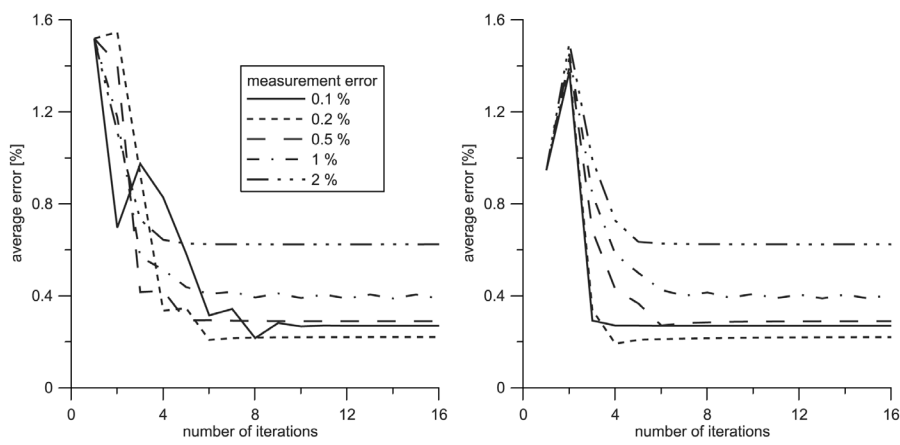 1.6
1.2
0.8
0.4
0
average error [%]
measurement error
0.1 %
0.2 %
0.5 %
1 %
2 %
0 4 8 12 16
number of iterations
1.6
1.2
0.8
0.4
0
average error [%]
0 4 8 12 16
number of iterations